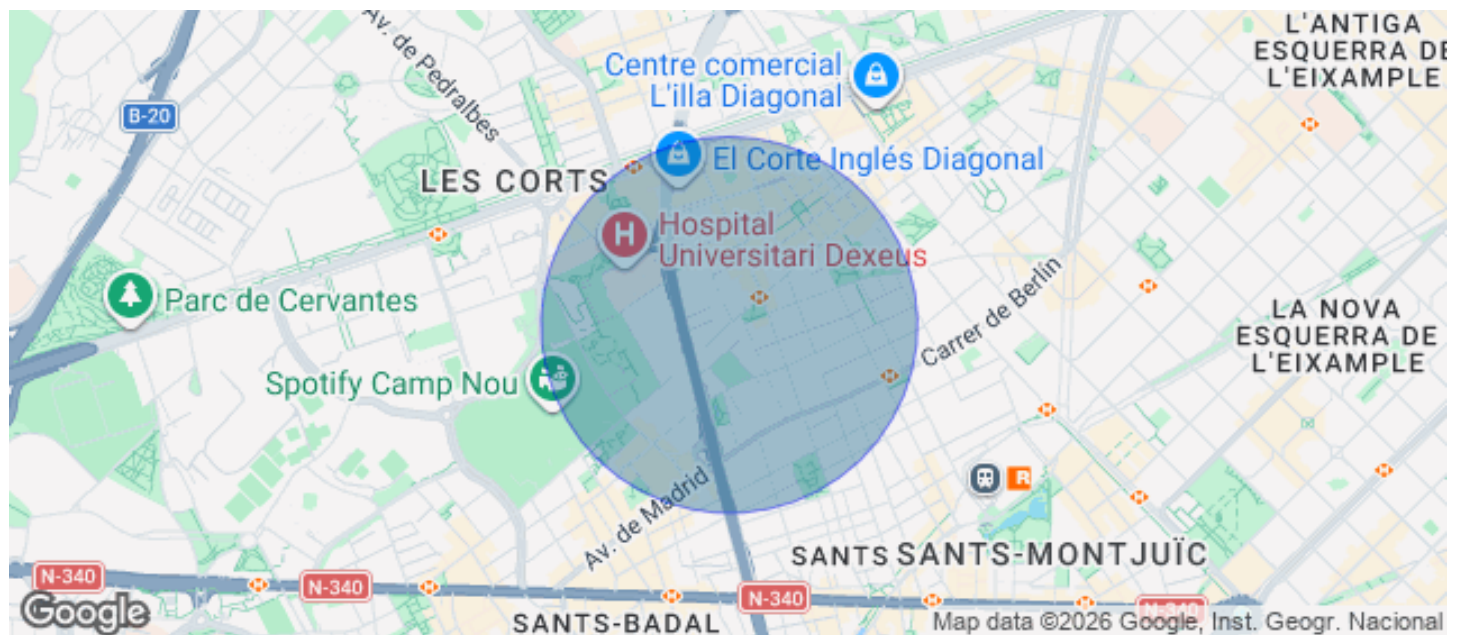 L'ANTIGA
ESQUERRA DE
L'EIXAMPLE
Av. de Pedralbes
Centre comercial
L'illa Diagonal
B-20
El Corte Inglés Diagonal
LES CORTS
Hospital
Universitari Dexeus
Parc de Cervantes
Carrer de Berlín
LA NOVA
ESQUERRA DE
L'EIXAMPLE
Spotify Camp Nou
R
Av. de Madrid
SANTS
SANTS-MONTJUÏC
N-340
N-340
N-340
N-340
Google
SANTS-BADAL
Map data ©2026 Google, Inst. Geogr. Nacional